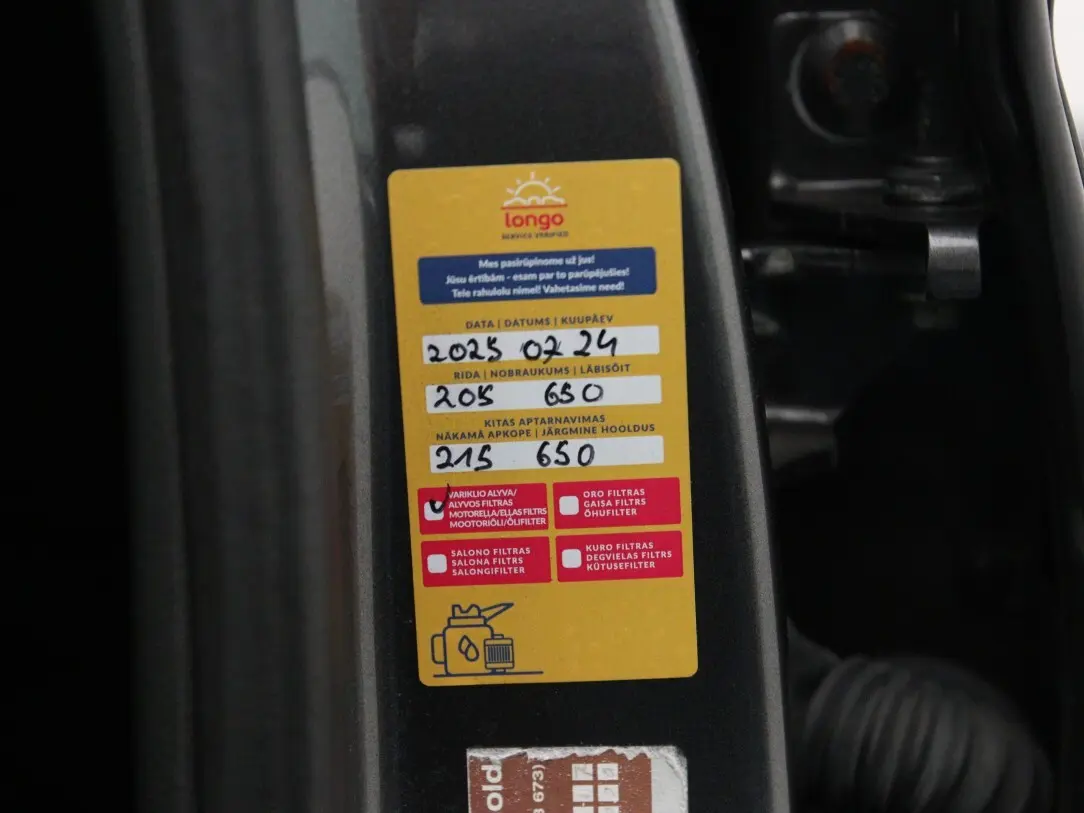 longo
SERVICE VERIFIED
Mes pasirūpinome už jus!
Jūsu ērtībām - esam par to parūpējušies!
Teie rahulolu nimel! Vahetasime need!
DATA | DATUMS | KUUPÄEV
2025 07 24
RIDA | NOBRAUKUMS | LÄBISÕIT
205 650
KITAS APTARNAVIMAS
NĀKAMĀ APKOPE | JÄRGMINE HOOLDUS
215 650
VARIKLIO ALYVA/
ALYVOS FILTRAS
MOTOREĻĻA/EĻĻAS FILTRS
MOOTORIÕLI/ÕLIFILTER
ORO FILTRAS
GAISA FILTRS
ÕHUFILTER
SALONO FILTRAS
SALONA FILTRS
SALONGIFILTER
KURO FILTRAS
DEGVIELAS FILTRS
KÜTUSEFILTER
old
673)